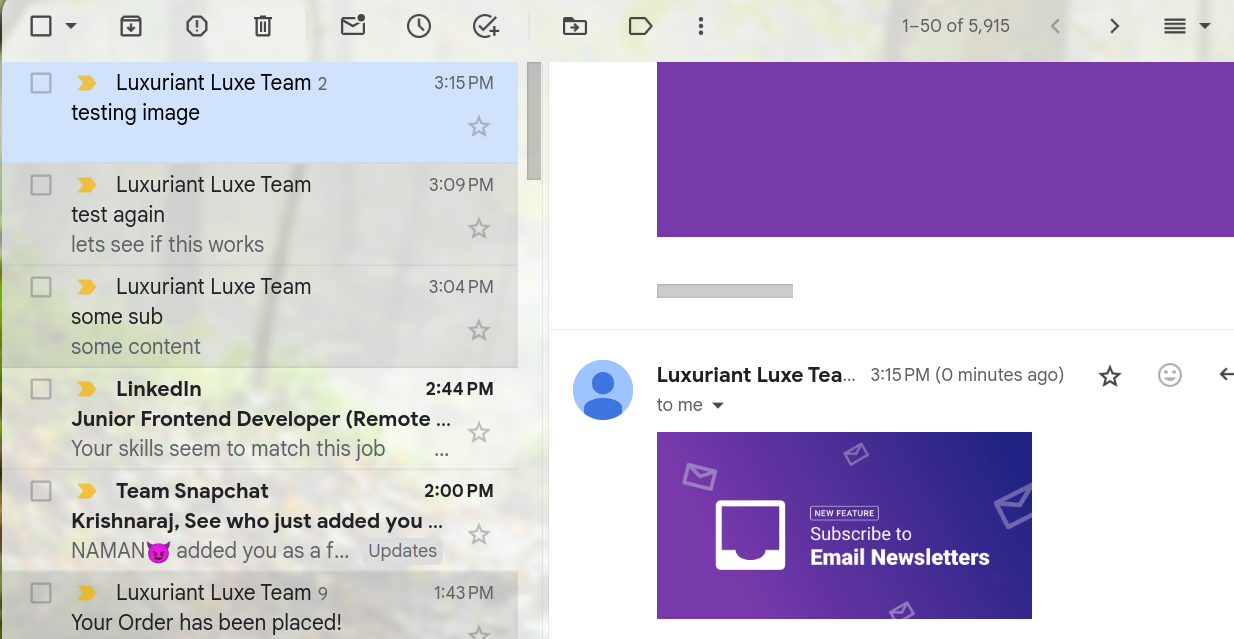 1–50 of 5,915
Luxuriant Luxe Team 2 3:15 PM
testing image
Luxuriant Luxe Team 3:09 PM
test again
lets see if this works
Luxuriant Luxe Team 3:04 PM
some sub
some content
LinkedIn 2:44 PM
Junior Frontend Developer (Remote ...
Your skills seem to match this job ...
Team Snapchat 2:00 PM
Krishnaraj, See who just added you ...
NAMAN😈 added you as a f... Updates
Luxuriant Luxe Team 9 1:43 PM
Your Order has been placed!
Luxuriant Luxe Tea... 3:15 PM (0 minutes ago)
to me
NEW FEATURE
Subscribe to
Email Newsletters